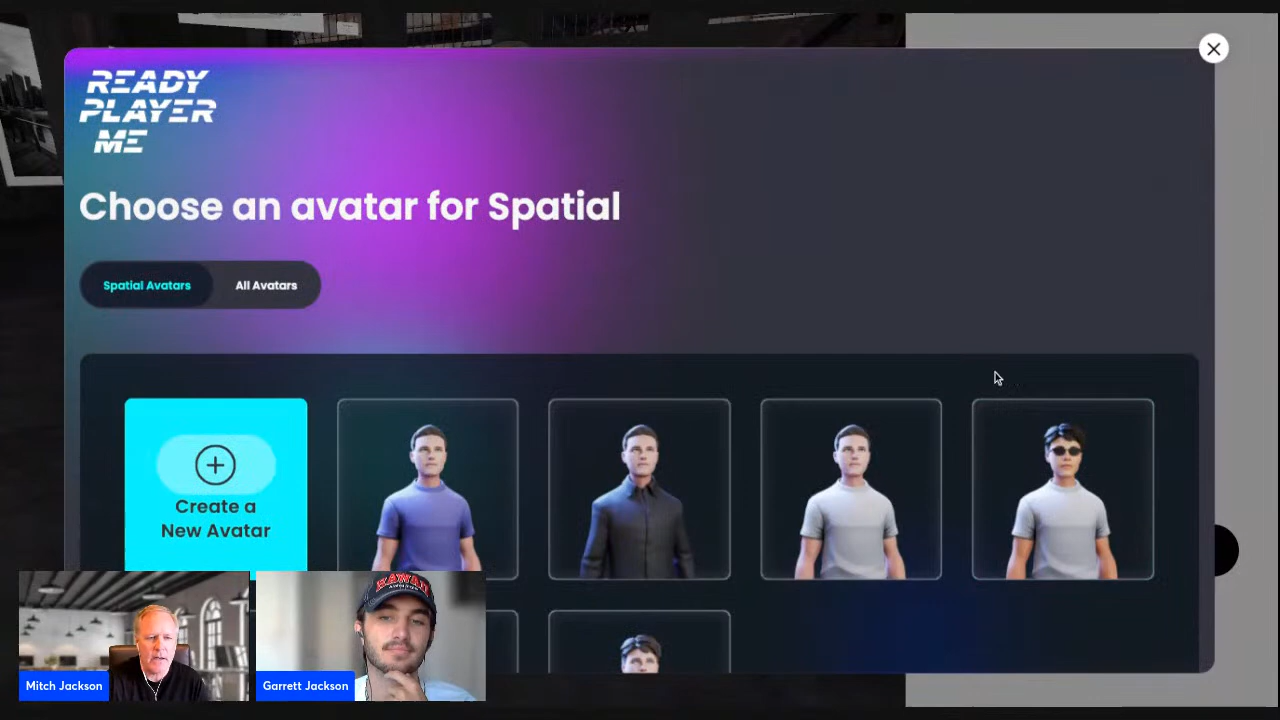 READY
PLAYER
ME
Choose an avatar for Spatial
Spatial Avatars
All Avatars
Create a
New Avatar
Mitch Jackson
Garrett Jackson